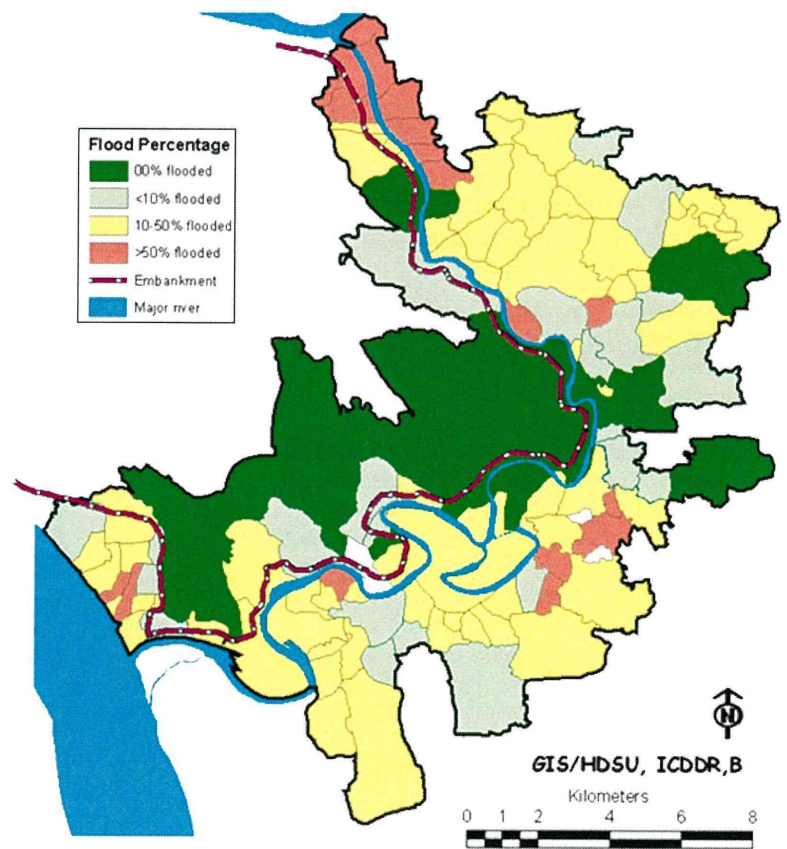 Flood Percentage
00% flooded
<10% flooded
10-50% flooded
>50% flooded
Embankment
Major river
N
GIS/HDSU, ICDDR,B
Kilometers
0 1 2 4 6 8